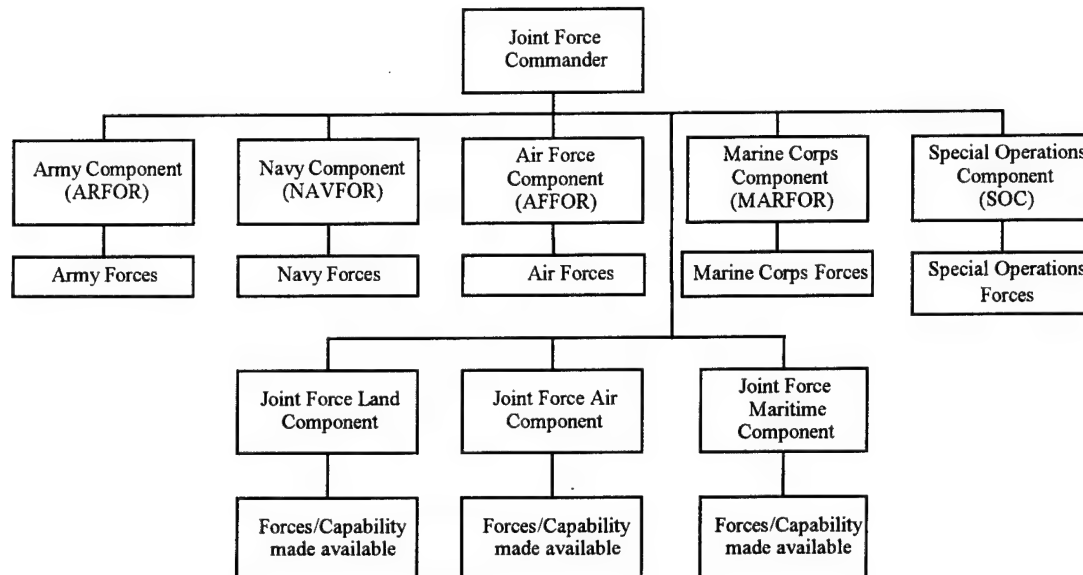 Joint Force
Commander
Army Component
(ARFOR)
Navy Component
(NAVFOR)
Air Force
Component
(AFFOR)
Marine Corps
Component
(MARFOR)
Special Operations
Component
(SOC)
Army Forces
Navy Forces
Air Forces
Marine Corps Forces
Special Operations
Forces
Joint Force Land
Component
Joint Force Air
Component
Joint Force
Maritime
Component
Forces/Capability
made available
Forces/Capability
made available
Forces/Capability
made available